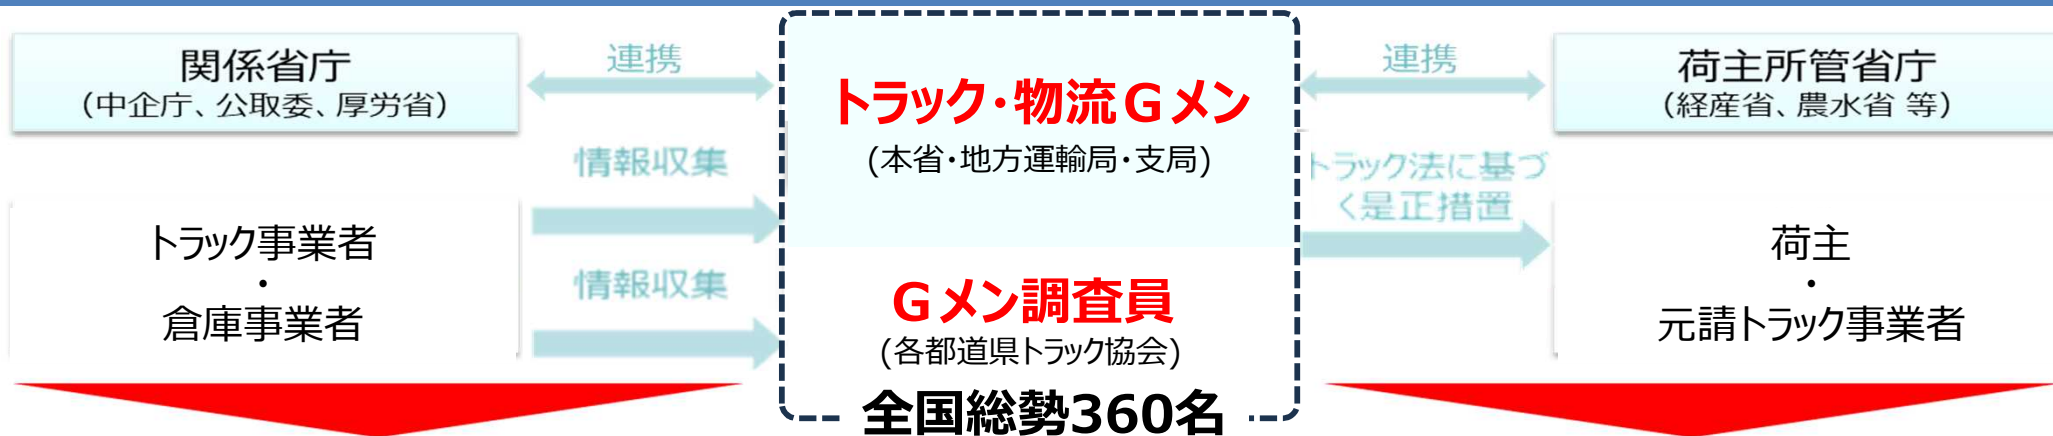 関係省庁
(中企庁、公取委、厚労省)
連携
情報収集
トラック事業者
・
倉庫事業者
情報収集
トラック・物流Gメン
(本省・地方運輸局・支局)
Gメン調査員
(各都道県トラック協会)
全国総勢360名
連携
トラック法に基づ
く是正措置
荷主所管省庁
(経産省、農水省 等)
荷主
・
元請トラック事業者